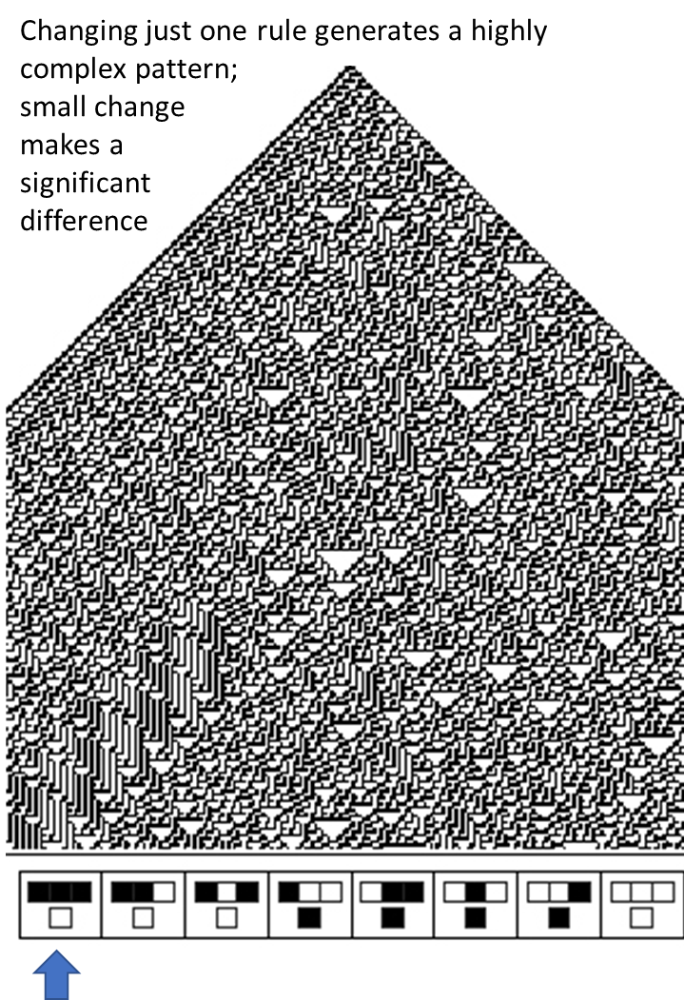 Changing just one rule generates a highly
complex pattern;
small change
makes a
significant
difference